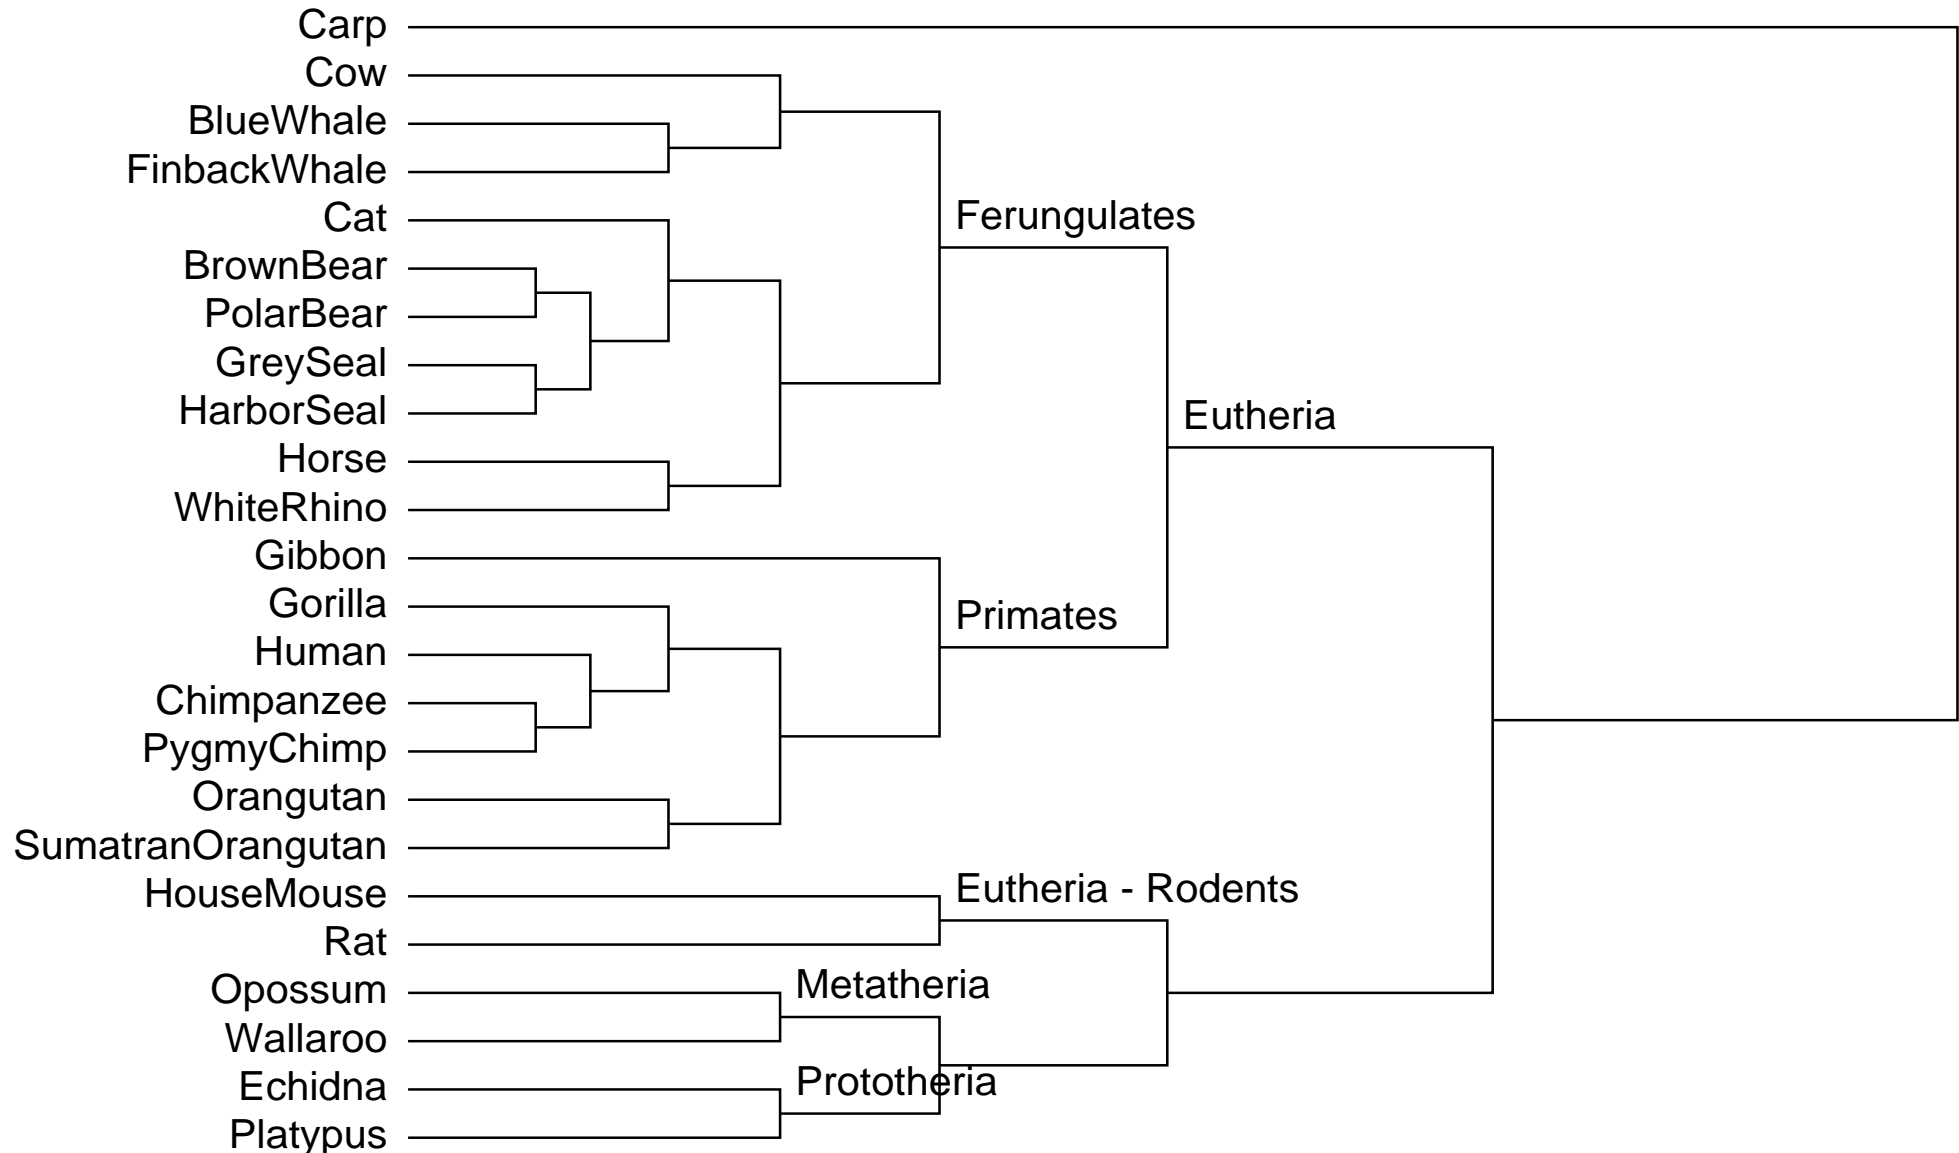 Carp
Cow
BlueWhale
FinbackWhale
Cat
Ferungulates
BrownBear
PolarBear
GreySeal
HarborSeal
Eutheria
Horse
WhiteRhino
Gibbon
Gorilla
Primates
Human
Chimpanzee
PygmyChimp
Orangutan
SumatranOrangutan
HouseMouse
Eutheria - Rodents
Rat
Opossum
Metatheria
Wallaroo
Echidna
Prototheria
Platypus